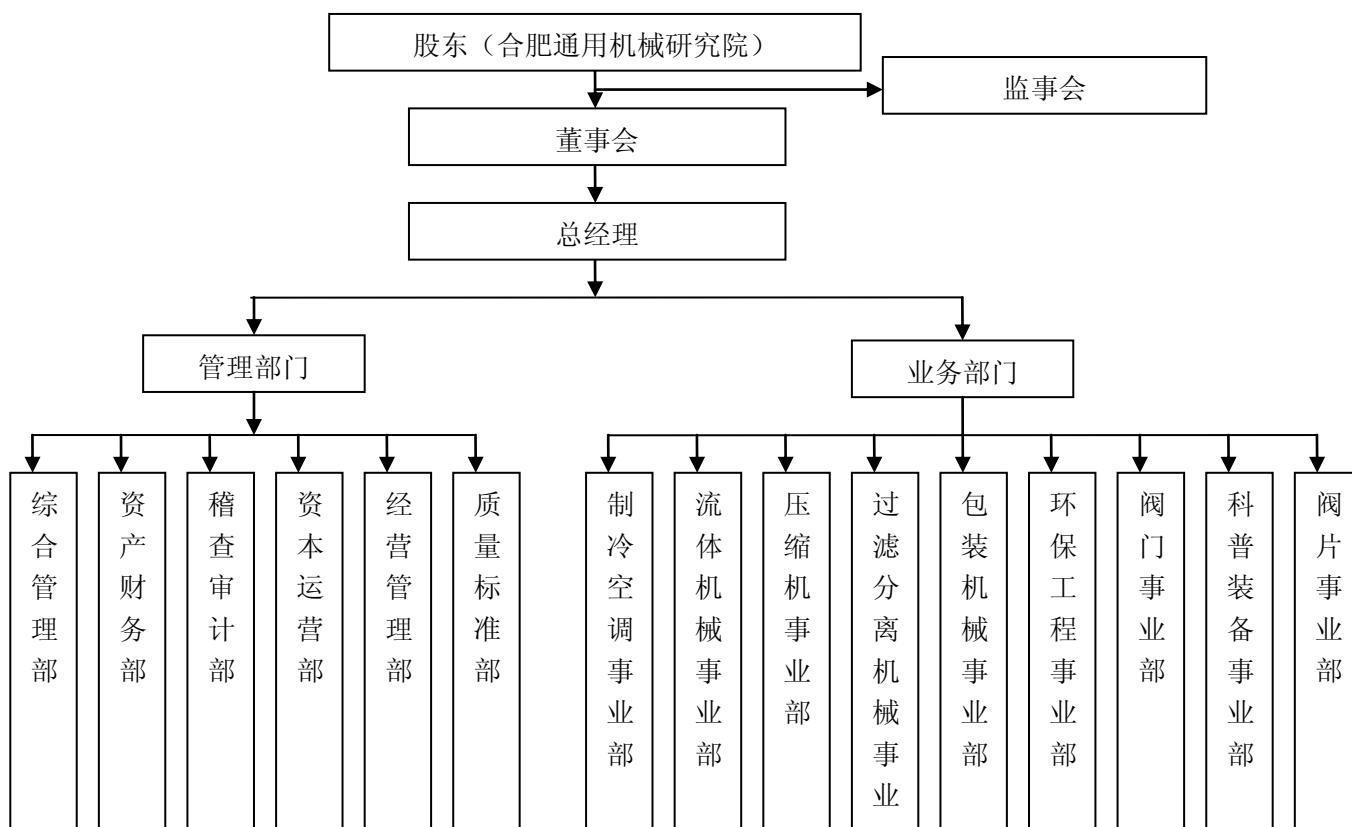 股东（合肥通用机械研究院）
监事会
董事会
总经理
管理部门
业务部门
综合管理部
资产财务部
稽查审计部
资本运营部
经营管理部
质量标准部
制冷空调事业部
流体机械事业部
压缩机事业部
过滤分离机械事业
包装机械事业部
环保工程事业部
阀门事业部
科普装备事业部
阀片事业部